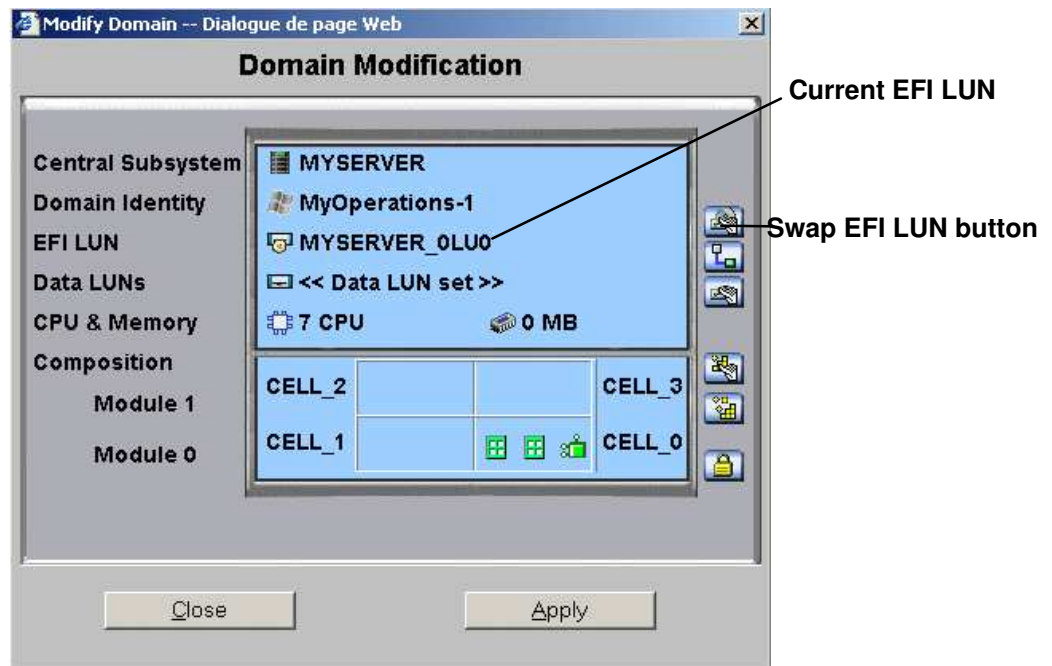 Modify Domain -- Dialogue de page Web
Domain Modification
Current EFI LUN
Central Subsystem MYSERVER
Domain Identity MyOperations-1
Swap EFI LUN button
EFI LUN MYSERVER_0LU0
Data LUNs << Data LUN set >>
CPU & Memory 7 CPU 0 MB
Composition
CELL_2 CELL_3
Module 1
CELL_1 CELL_0
Module 0
Close Apply